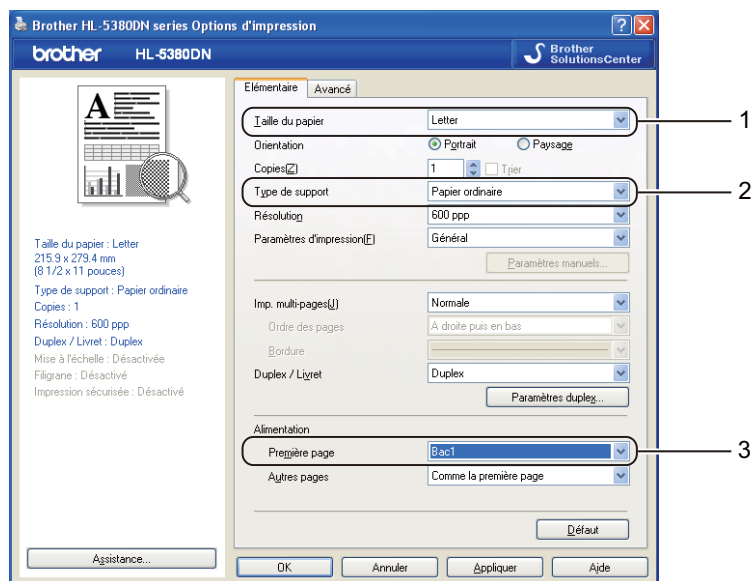 Brother HL-5380DN series Options d'impression
brother HL-5380DN
Brother SolutionsCenter
A
Taille du papier : Letter
215.9 x 279.4 mm
(8 1/2 x 11 pouces)
Type de support : Papier ordinaire
Copies : 1
Résolution : 600 ppp
Duplex / Livret : Duplex
Mise à l'échelle : Désactivée
Filigrane : Désactivé
Impression sécurisée : Désactivé
Assistance...
Elémentaire Avancé
Taille du papier Letter 1
Orientation Portrait Paysage
Copies(Z) 1 Trier
Type de support Papier ordinaire 2
Résolution 600 ppp
Paramètres d'impression(F) Général
Paramètres manuels...
Imp. multi-pages(J) Normale
Ordre des pages A droite puis en bas
Bordure
Duplex / Livret Duplex
Paramètres duplex...
Alimentation
Première page Bac1 3
Autres pages Comme la première page
Défaut
OK Annuler Appliquer Aide